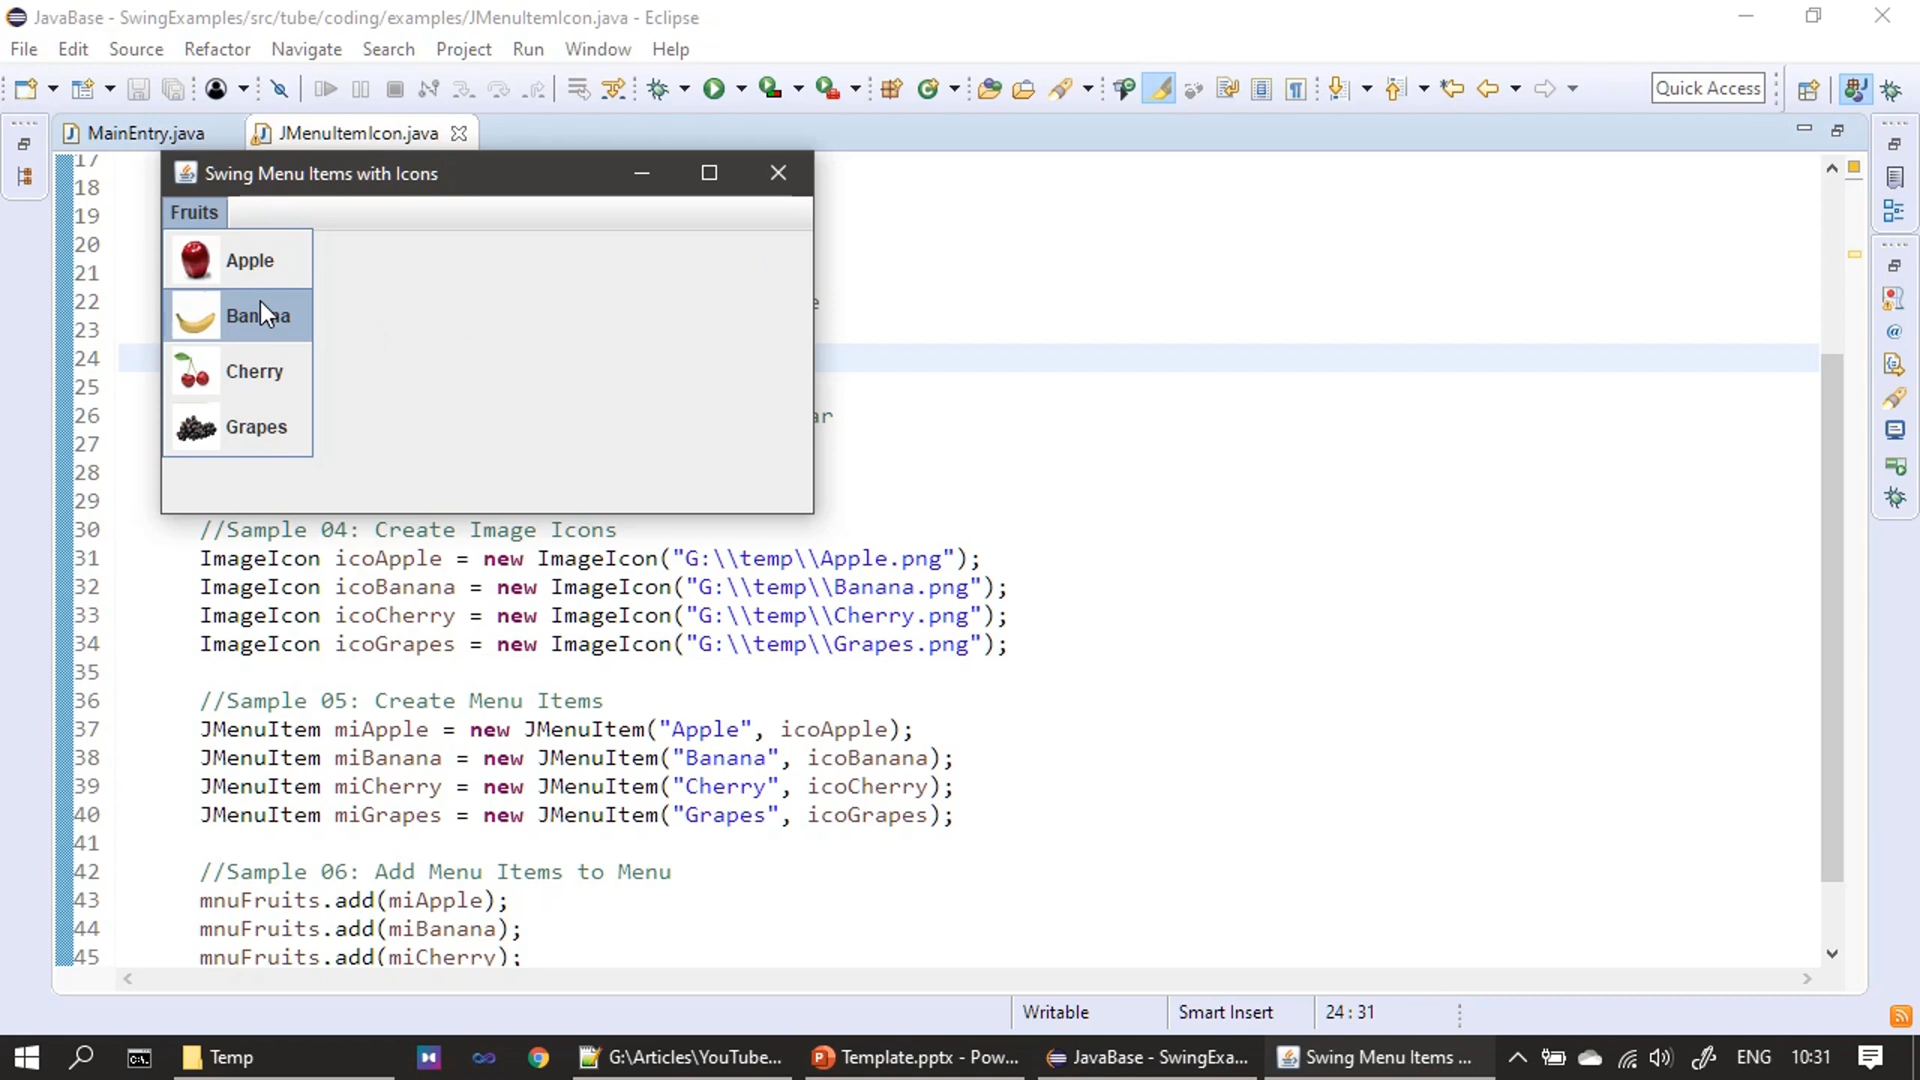 JavaBase - SwingExamples/src/tube/coding/examples/JMenuItemIcon.java - Eclipse
File Edit Source Refactor Navigate Search Project Run Window Help
Quick Access
MainEntry.java JMenuItemIcon.java
Swing Menu Items with Icons
Fruits
Apple
Banana
Cherry
Grapes
17
18
19
20
21
22 e
23
24
25
26 ar
27
28
29
30 //Sample 04: Create Image Icons
31 ImageIcon icoApple = new ImageIcon("G:\\temp\\Apple.png");
32 ImageIcon icoBanana = new ImageIcon("G:\\temp\\Banana.png");
33 ImageIcon icoCherry = new ImageIcon("G:\\temp\\Cherry.png");
34 ImageIcon icoGrapes = new ImageIcon("G:\\temp\\Grapes.png");
35
36 //Sample 05: Create Menu Items
37 JMenuItem miApple = new JMenuItem("Apple", icoApple);
38 JMenuItem miBanana = new JMenuItem("Banana", icoBanana);
39 JMenuItem miCherry = new JMenuItem("Cherry", icoCherry);
40 JMenuItem miGrapes = new JMenuItem("Grapes", icoGrapes);
41
42 //Sample 06: Add Menu Items to Menu
43 mnuFruits.add(miApple);
44 mnuFruits.add(miBanana);
45 mnuFruits.add(miCherry);
Writable Smart Insert 24 : 31
Temp G:\Articles\YouTube... Template.pptx - Pow... JavaBase - SwingExa... Swing Menu Items ... ENG 10:31